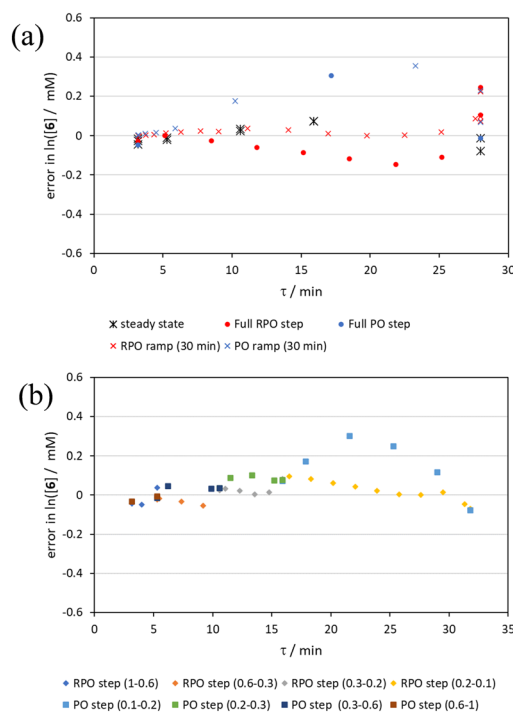 (a)
0.6
0.4
0.2
0
-0.2
-0.4
-0.6
error in ln([6] / mM)
0 5 10 15 20 25 30
τ / min
steady state Full RPO step Full PO step
RPO ramp (30 min) PO ramp (30 min)
(b)
0.6
0.4
0.2
0
-0.2
-0.4
-0.6
error in ln([6] / mM)
0 5 10 15 20 25 30 35
τ / min
RPO step (1-0.6) RPO step (0.6-0.3) RPO step (0.3-0.2) RPO step (0.2-0.1)
PO step (0.1-0.2) PO step (0.2-0.3) PO step (0.3-0.6) PO step (0.6-1)